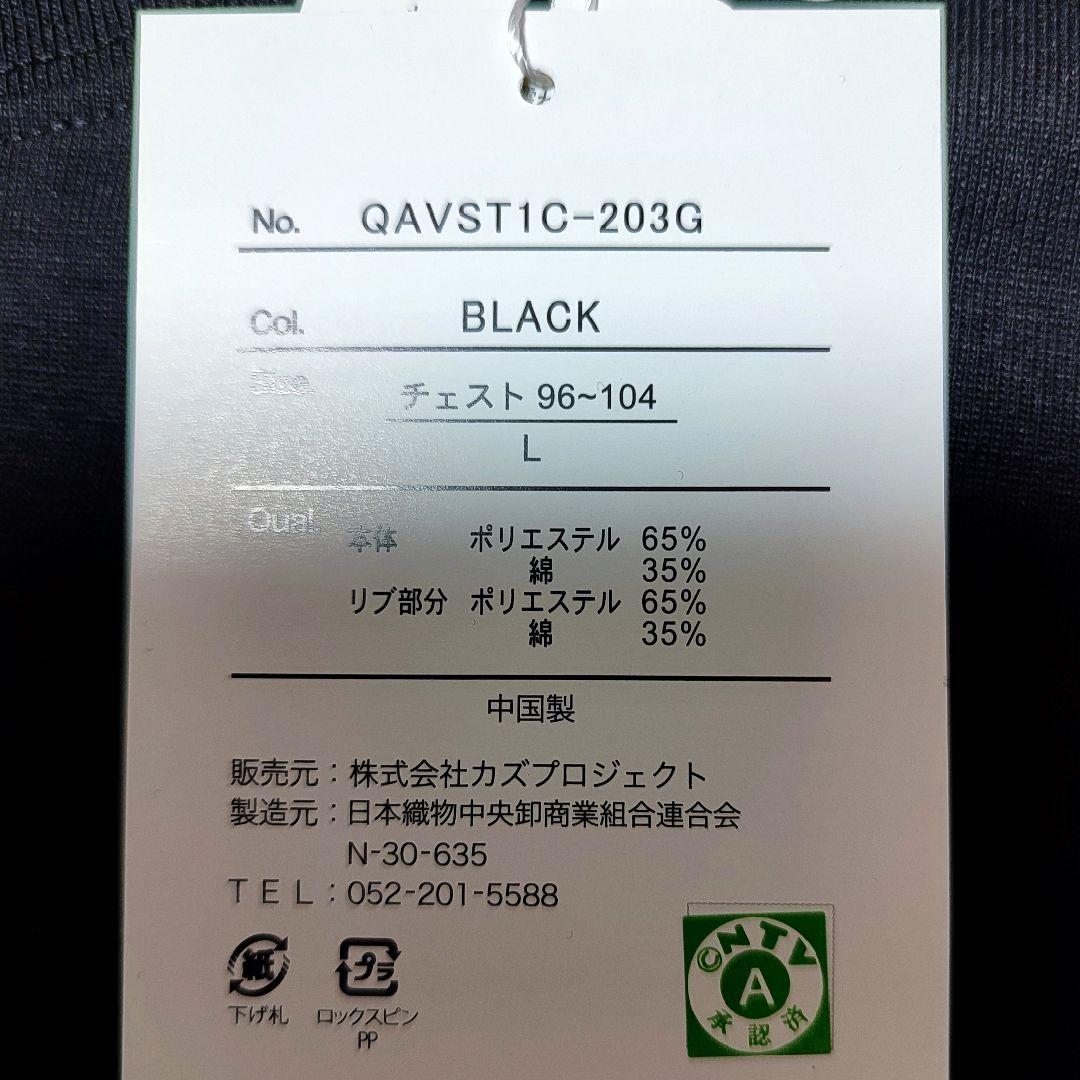 No. QAVST1C-203G
Col. BLACK
Size. チェスト 96~104
L
Qual 本体 ポリエステル 65%
綿 35%
リブ部分 ポリエステル 65%
綿 35%
中国製
販売元：株式会社カズプロジェクト
製造元：日本織物中央卸商業組合連合会
N-30-635
TEL：052-201-5588
紙 プラ
下げ札 ロックスピン
PP
©NTV
A
承認済